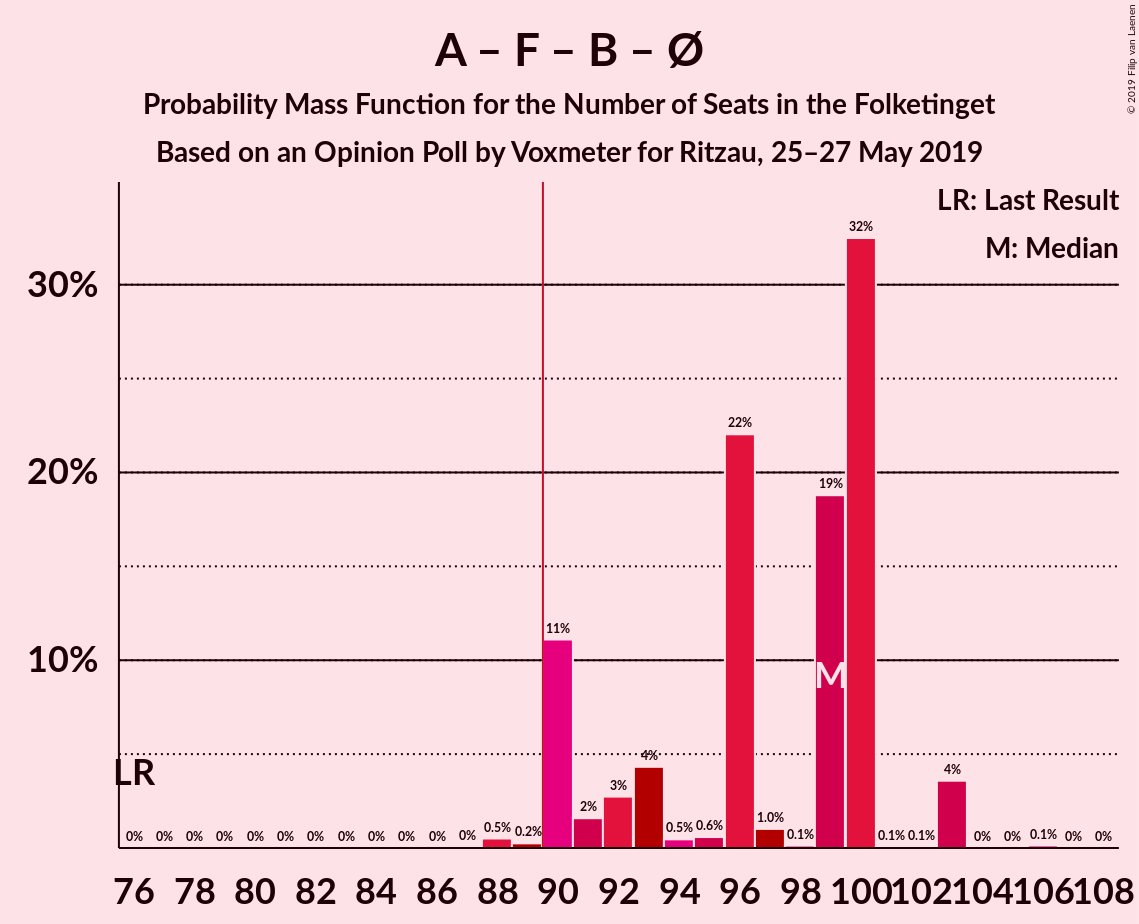 A – F – B – Ø
Probability Mass Function for the Number of Seats in the Folketinget
Based on an Opinion Poll by Voxmeter for Ritzau, 25–27 May 2019
© 2019 Filip van Laenen
LR: Last Result
M: Median
32%
30%
22%
20%
19%
11%
10%
M
4%
LR
3%
4%
2%
1.0%
0% 0% 0% 0% 0% 0% 0% 0% 0% 0% 0% 0% 0.5% 0.2% 0.5% 0.6% 0.1% 0.1% 0.1% 0% 0% 0.1% 0% 0%
76 78 80 82 84 86 88 90 92 94 96 98 100 102 104 106 108